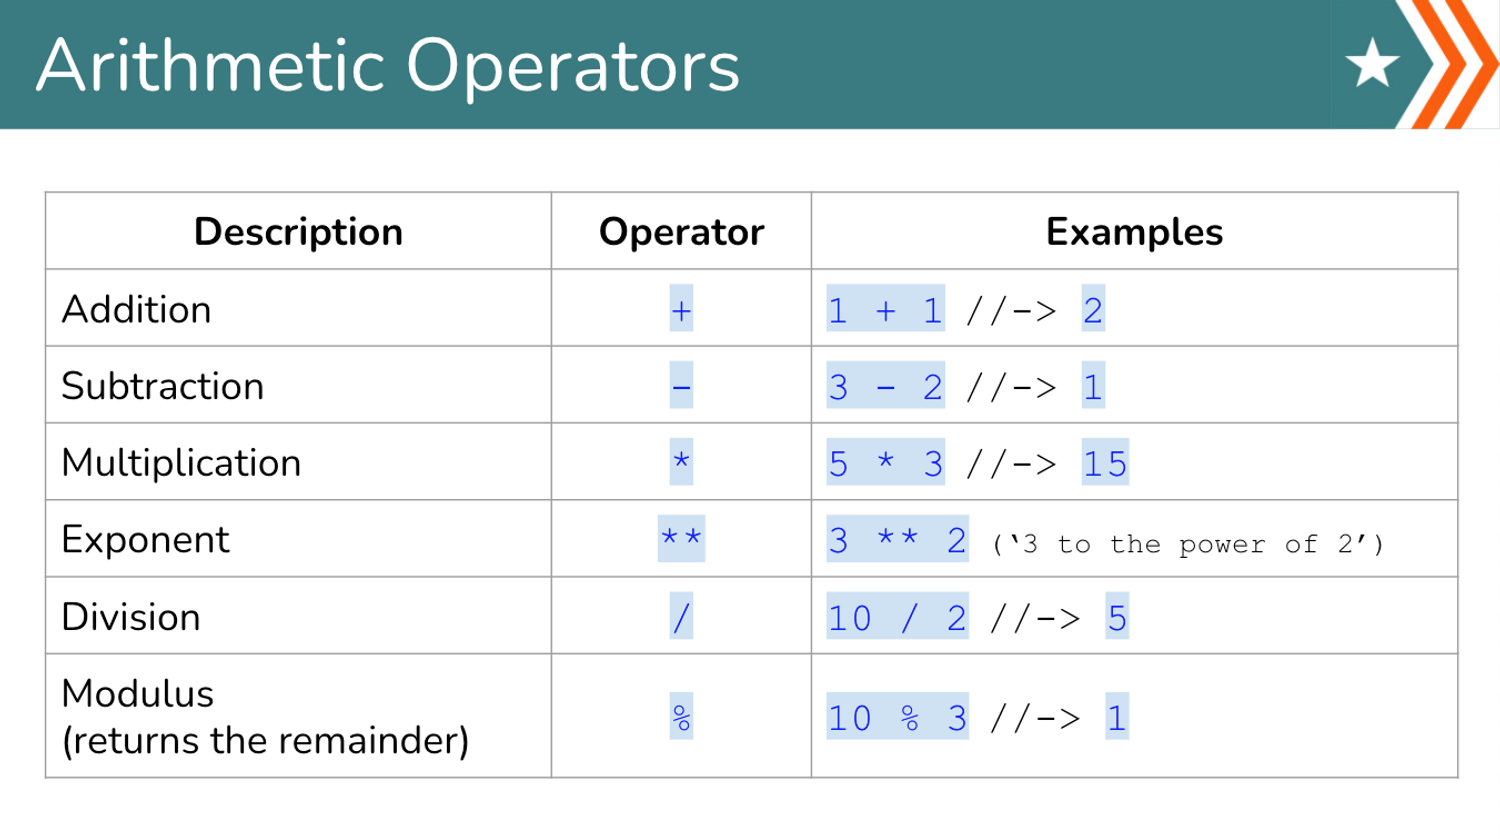 Arithmetic Operators
Description Operator Examples
Addition + 1 + 1 //-> 2
Subtraction - 3 - 2 //-> 1
Multiplication * 5 * 3 //-> 15
Exponent ** 3 ** 2 (‘3 to the power of 2’)
Division / 10 / 2 //-> 5
Modulus
(returns the remainder) % 10 % 3 //-> 1